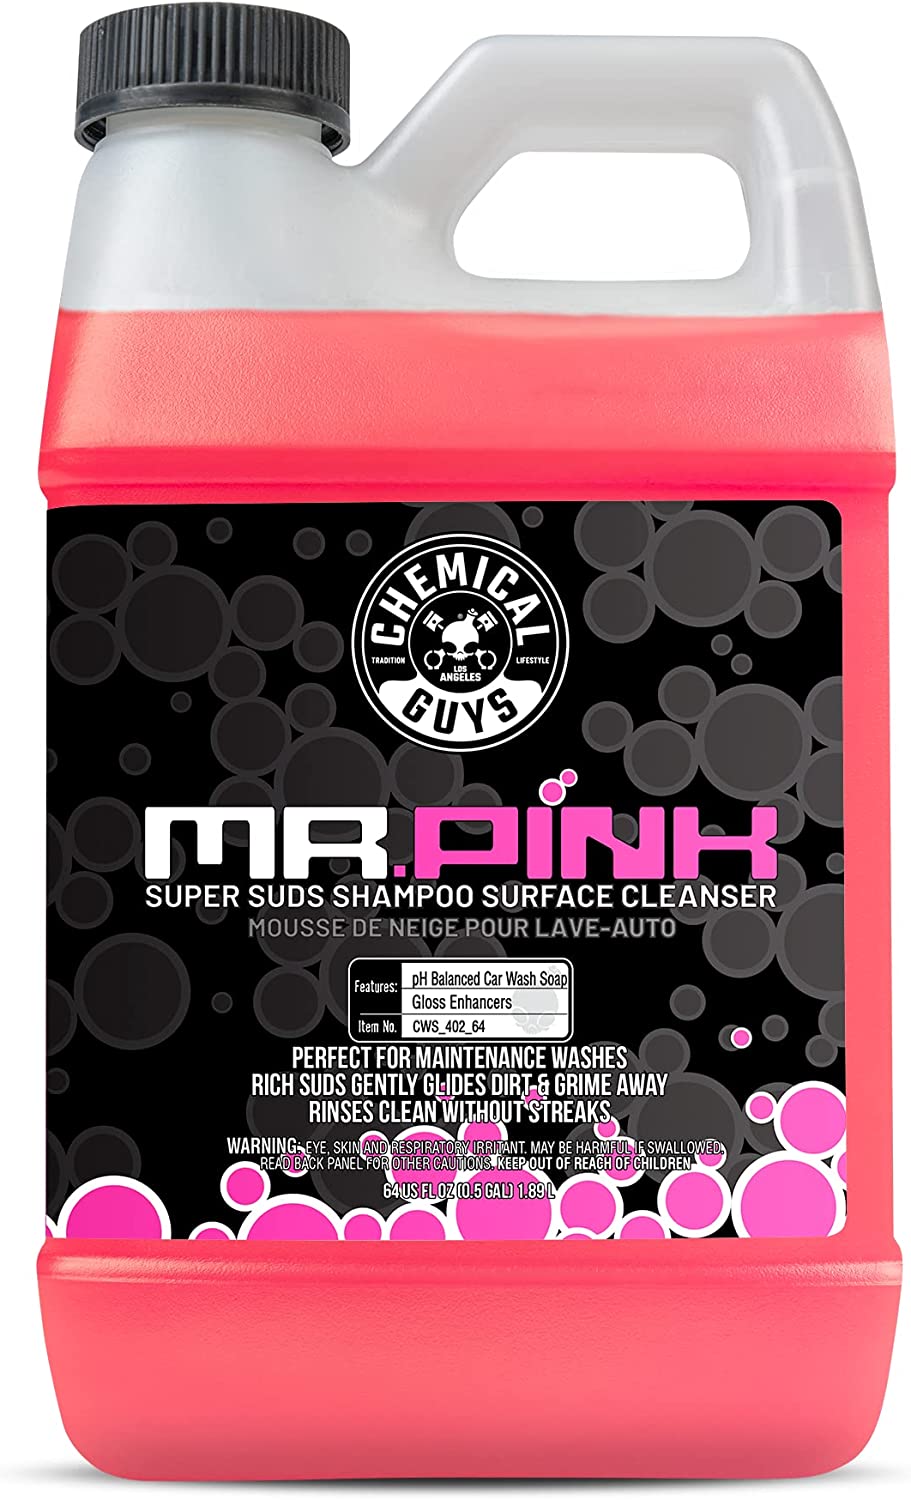 CHEMICAL
TRADITION
LIFESTYLE
LOS
ANGELES
GUYS
MR.PINK
SUPER SUDS SHAMPOO SURFACE CLEANSER
MOUSSE DE NEIGE POUR LAVE-AUTO
Features: pH Balanced Car Wash Soap
Gloss Enhancers
Item No. CWS_402_64
PERFECT FOR MAINTENANCE WASHES
RICH SUDS GENTLY GLIDES DIRT & GRIME AWAY
RINSES CLEAN WITHOUT STREAKS
WARNING: EYE, SKIN AND RESPIRATORY IRRITANT. MAY BE HARMFUL IF SWALLOWED.
READ BACK PANEL FOR OTHER CAUTIONS. KEEP OUT OF REACH OF CHILDREN
64 US FL OZ (0.5 GAL) 1.89 L